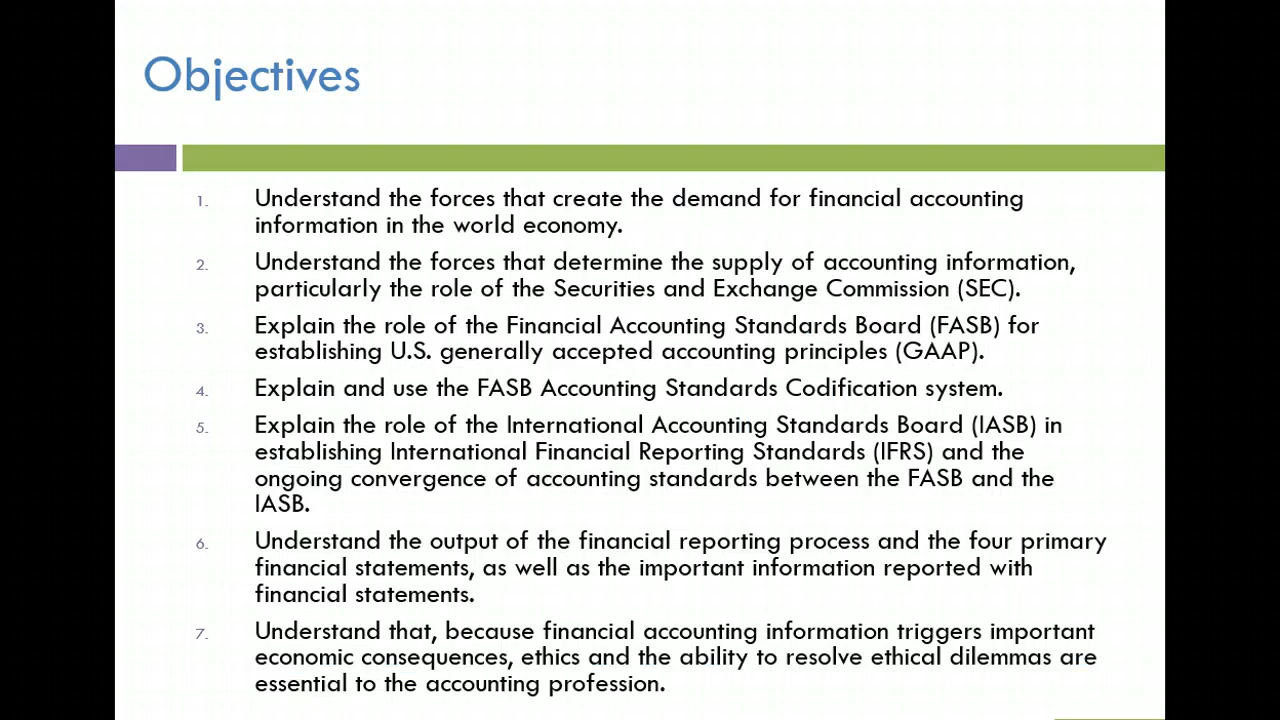 Objectives
1. Understand the forces that create the demand for financial accounting
information in the world economy.
2. Understand the forces that determine the supply of accounting information,
particularly the role of the Securities and Exchange Commission (SEC).
3. Explain the role of the Financial Accounting Standards Board (FASB) for
establishing U.S. generally accepted accounting principles (GAAP).
4. Explain and use the FASB Accounting Standards Codification system.
5. Explain the role of the International Accounting Standards Board (IASB) in
establishing International Financial Reporting Standards (IFRS) and the
ongoing convergence of accounting standards between the FASB and the
IASB.
6. Understand the output of the financial reporting process and the four primary
financial statements, as well as the important information reported with
financial statements.
7. Understand that, because financial accounting information triggers important
economic consequences, ethics and the ability to resolve ethical dilemmas are
essential to the accounting profession.